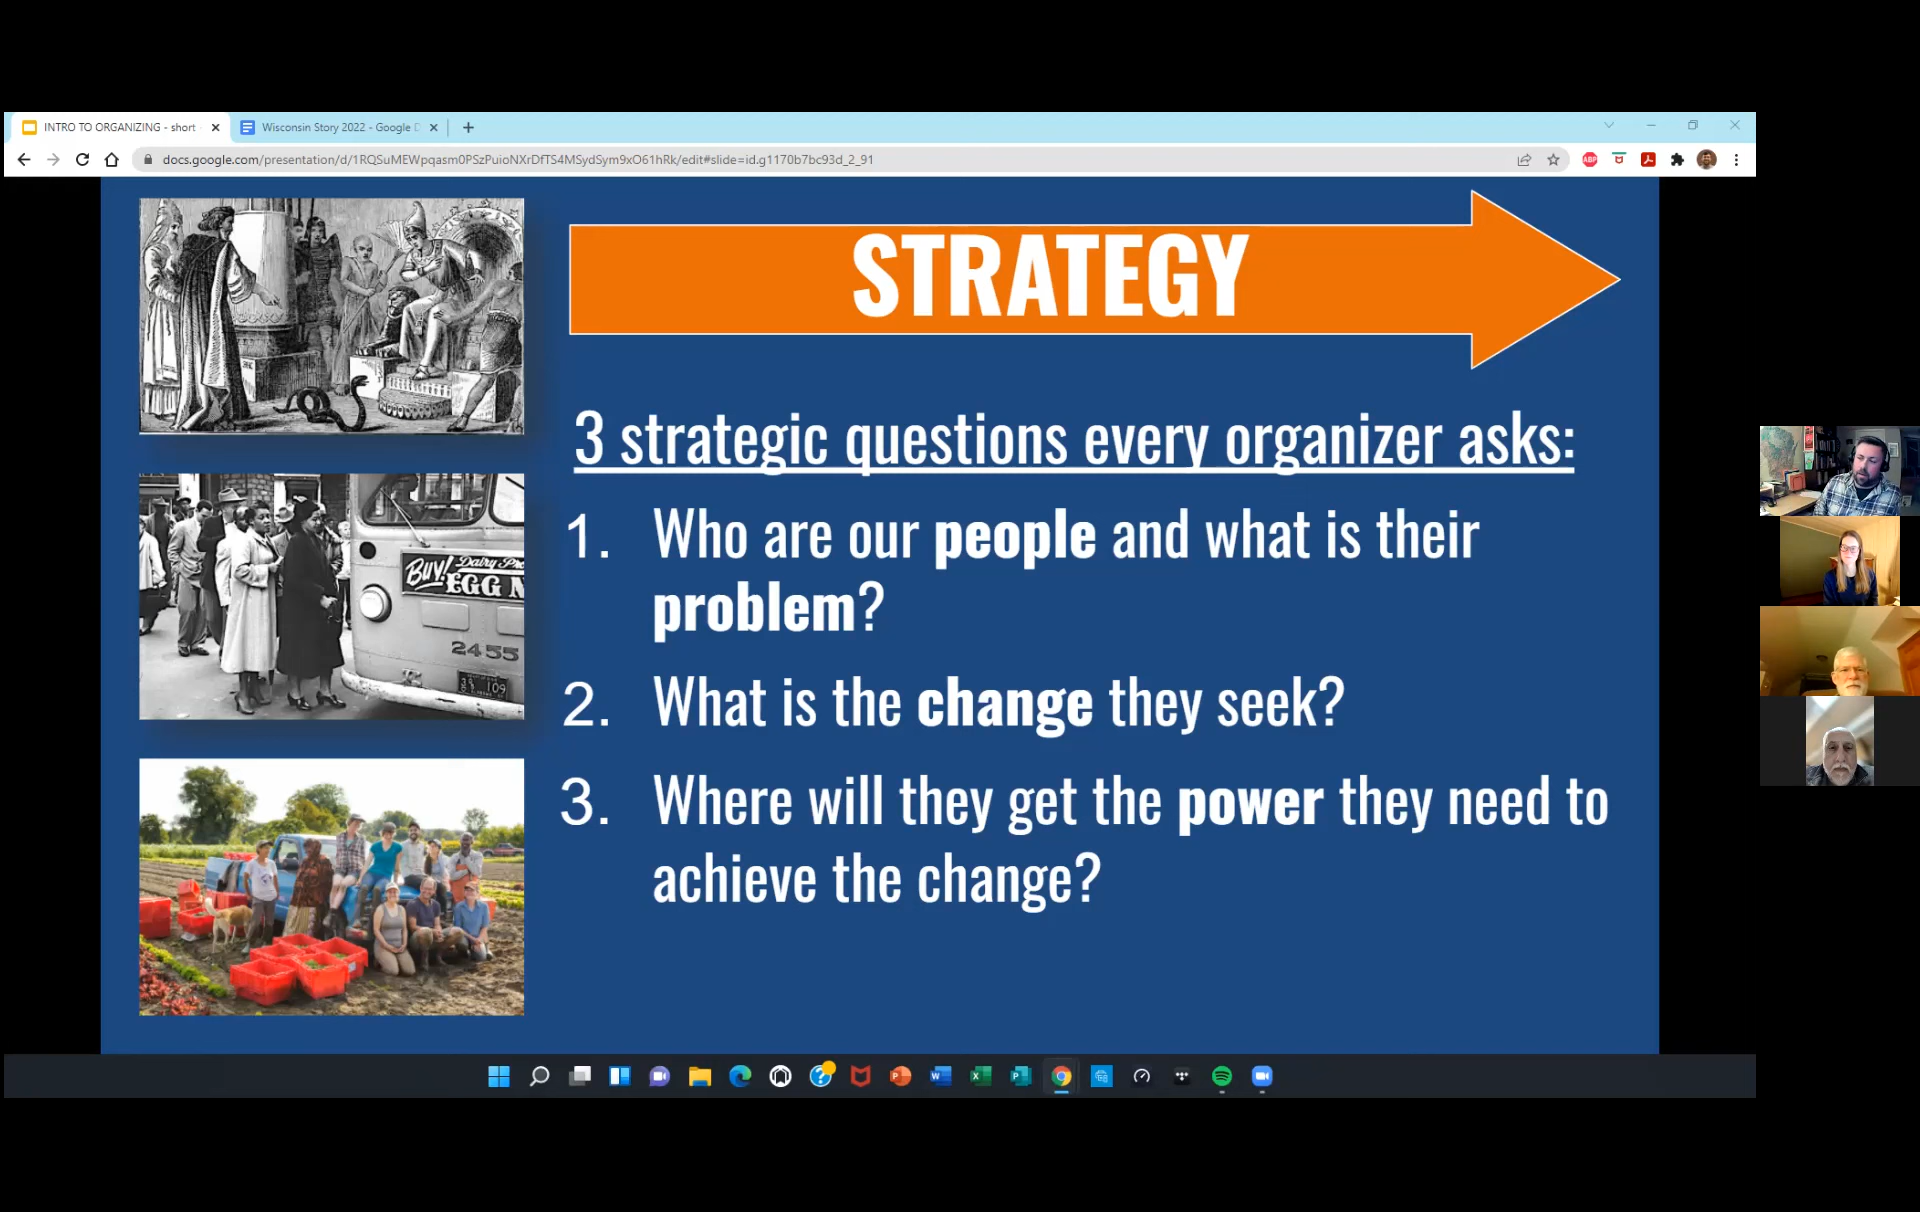 INTRO TO ORGANIZING - short
Wisconsin Story 2022 - Google D
docs.google.com/presentation/d/1RQSuMEWpqasm0PSzPuioNXrDfTS4MSydSym9xO61hRk/edit#slide=id.g1170b7bc93d_2_91
ABP
STRATEGY
3 strategic questions every organizer asks:
1. Who are our people and what is their
problem?
2. What is the change they seek?
3. Where will they get the power they need to
achieve the change?
BUY! Dairy
EGG N
2455
109